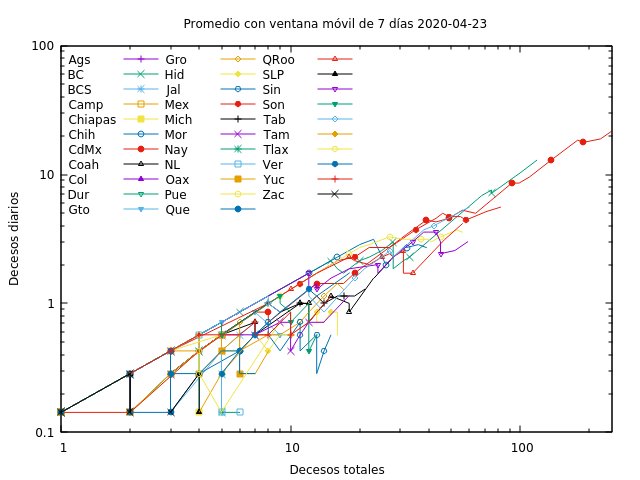 Promedio con ventana móvil de 7 días 2020-04-23
100
10
1
0.1
Decesos diarios
Ags Gro QRoo
BC Hid SLP
BCS Jal Sin
Camp Mex Son
Chiapas Mich Tab
Chih Mor Tam
CdMx Nay Tlax
Coah NL Ver
Col Oax Yuc
Dur Pue Zac
Gto Que
1 10 100
Decesos totales